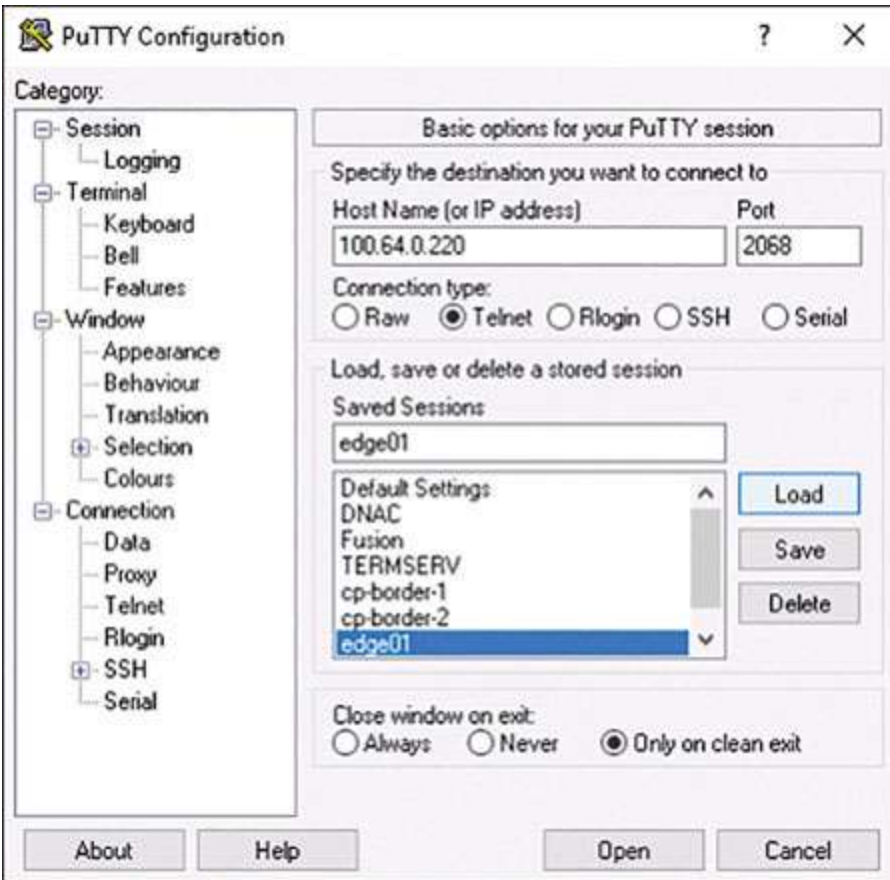 PuTTY Configuration ?
Category:
Session
Logging
Terminal
Keyboard
Bell
Features
Window
Appearance
Behaviour
Translation
Selection
Colours
Connection
Data
Proxy
Telnet
Rlogin
SSH
Serial
Basic options for your PuTTY session
Specify the destination you want to connect to
Host Name (or IP address) Port
100.64.0.220 2068
Connection type:
Raw Telnet Rlogin SSH Serial
Load, save or delete a stored session
Saved Sessions
edge01
Default Settings
DNAC
Fusion
TERMSERV
cp-border-1
cp-border-2
edge01
Load
Save
Delete
Close window on exit:
Always Never Only on clean exit
About Help Open Cancel